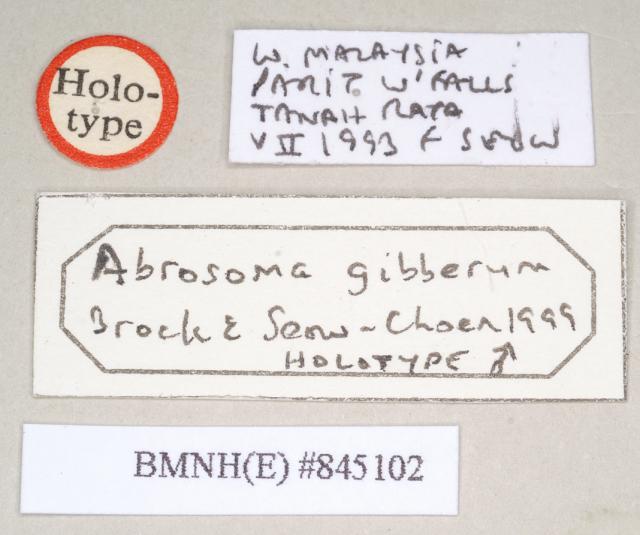 Holo-
type
W. MALAYSIA
PARIT W'FALLS
TANAH RATA
VII 1993 F SEOW
Abrosoma gibberum
Brock & Seow-Choen 1999
HOLOTYPE ♂
BMNH(E) #845102